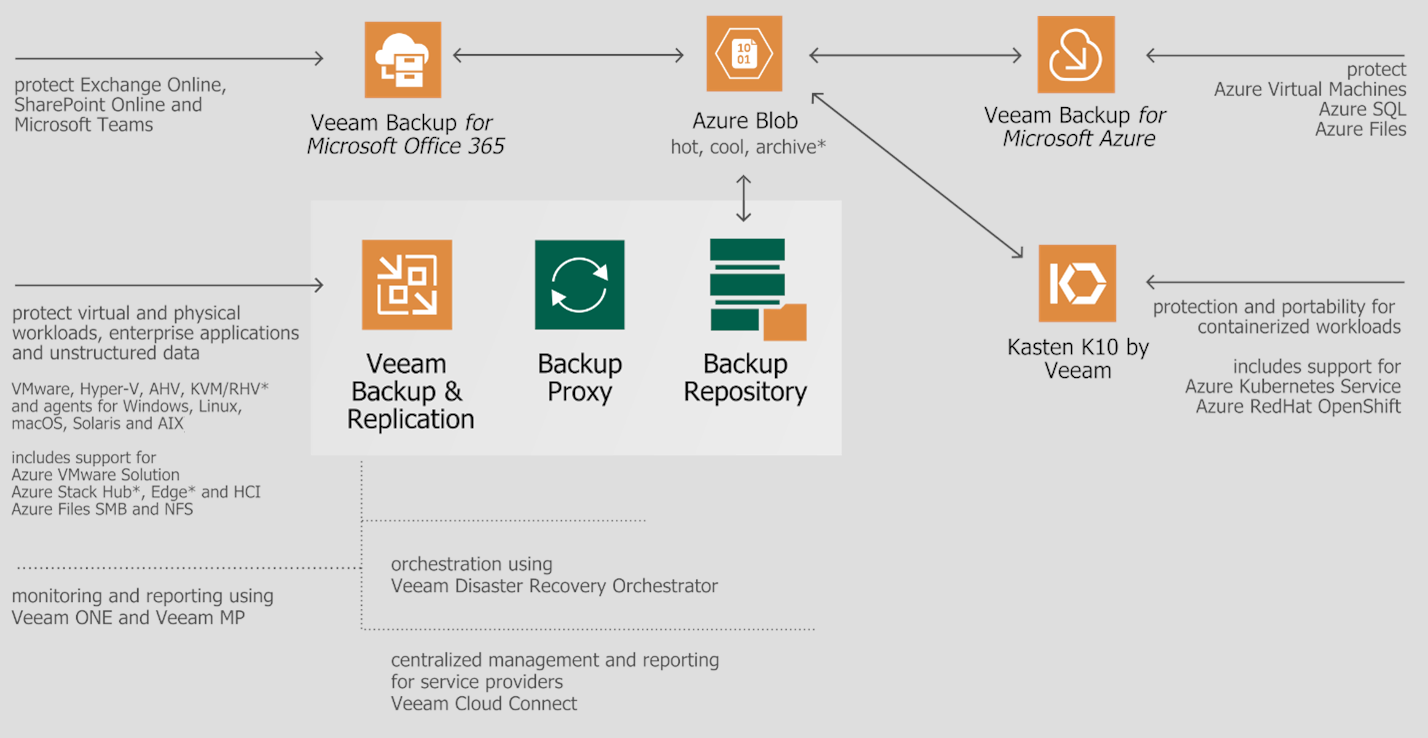 protect Exchange Online,
SharePoint Online and
Microsoft Teams
Veeam Backup for
Microsoft Office 365
10
01
Azure Blob
hot, cool, archive*
Veeam Backup for
Microsoft Azure
protect
Azure Virtual Machines
Azure SQL
Azure Files
protect virtual and physical
workloads, enterprise applications
and unstructured data
VMware, Hyper-V, AHV, KVM/RHV*
and agents for Windows, Linux,
macOS, Solaris and AIX
includes support for
Azure VMware Solution
Azure Stack Hub*, Edge* and HCI
Azure Files SMB and NFS
Veeam
Backup &
Replication
Backup
Proxy
Backup
Repository
Kasten K10 by
Veeam
protection and portability for
containerized workloads
includes support for
Azure Kubernetes Service
Azure RedHat OpenShift
monitoring and reporting using
Veeam ONE and Veeam MP
orchestration using
Veeam Disaster Recovery Orchestrator
centralized management and reporting
for service providers
Veeam Cloud Connect